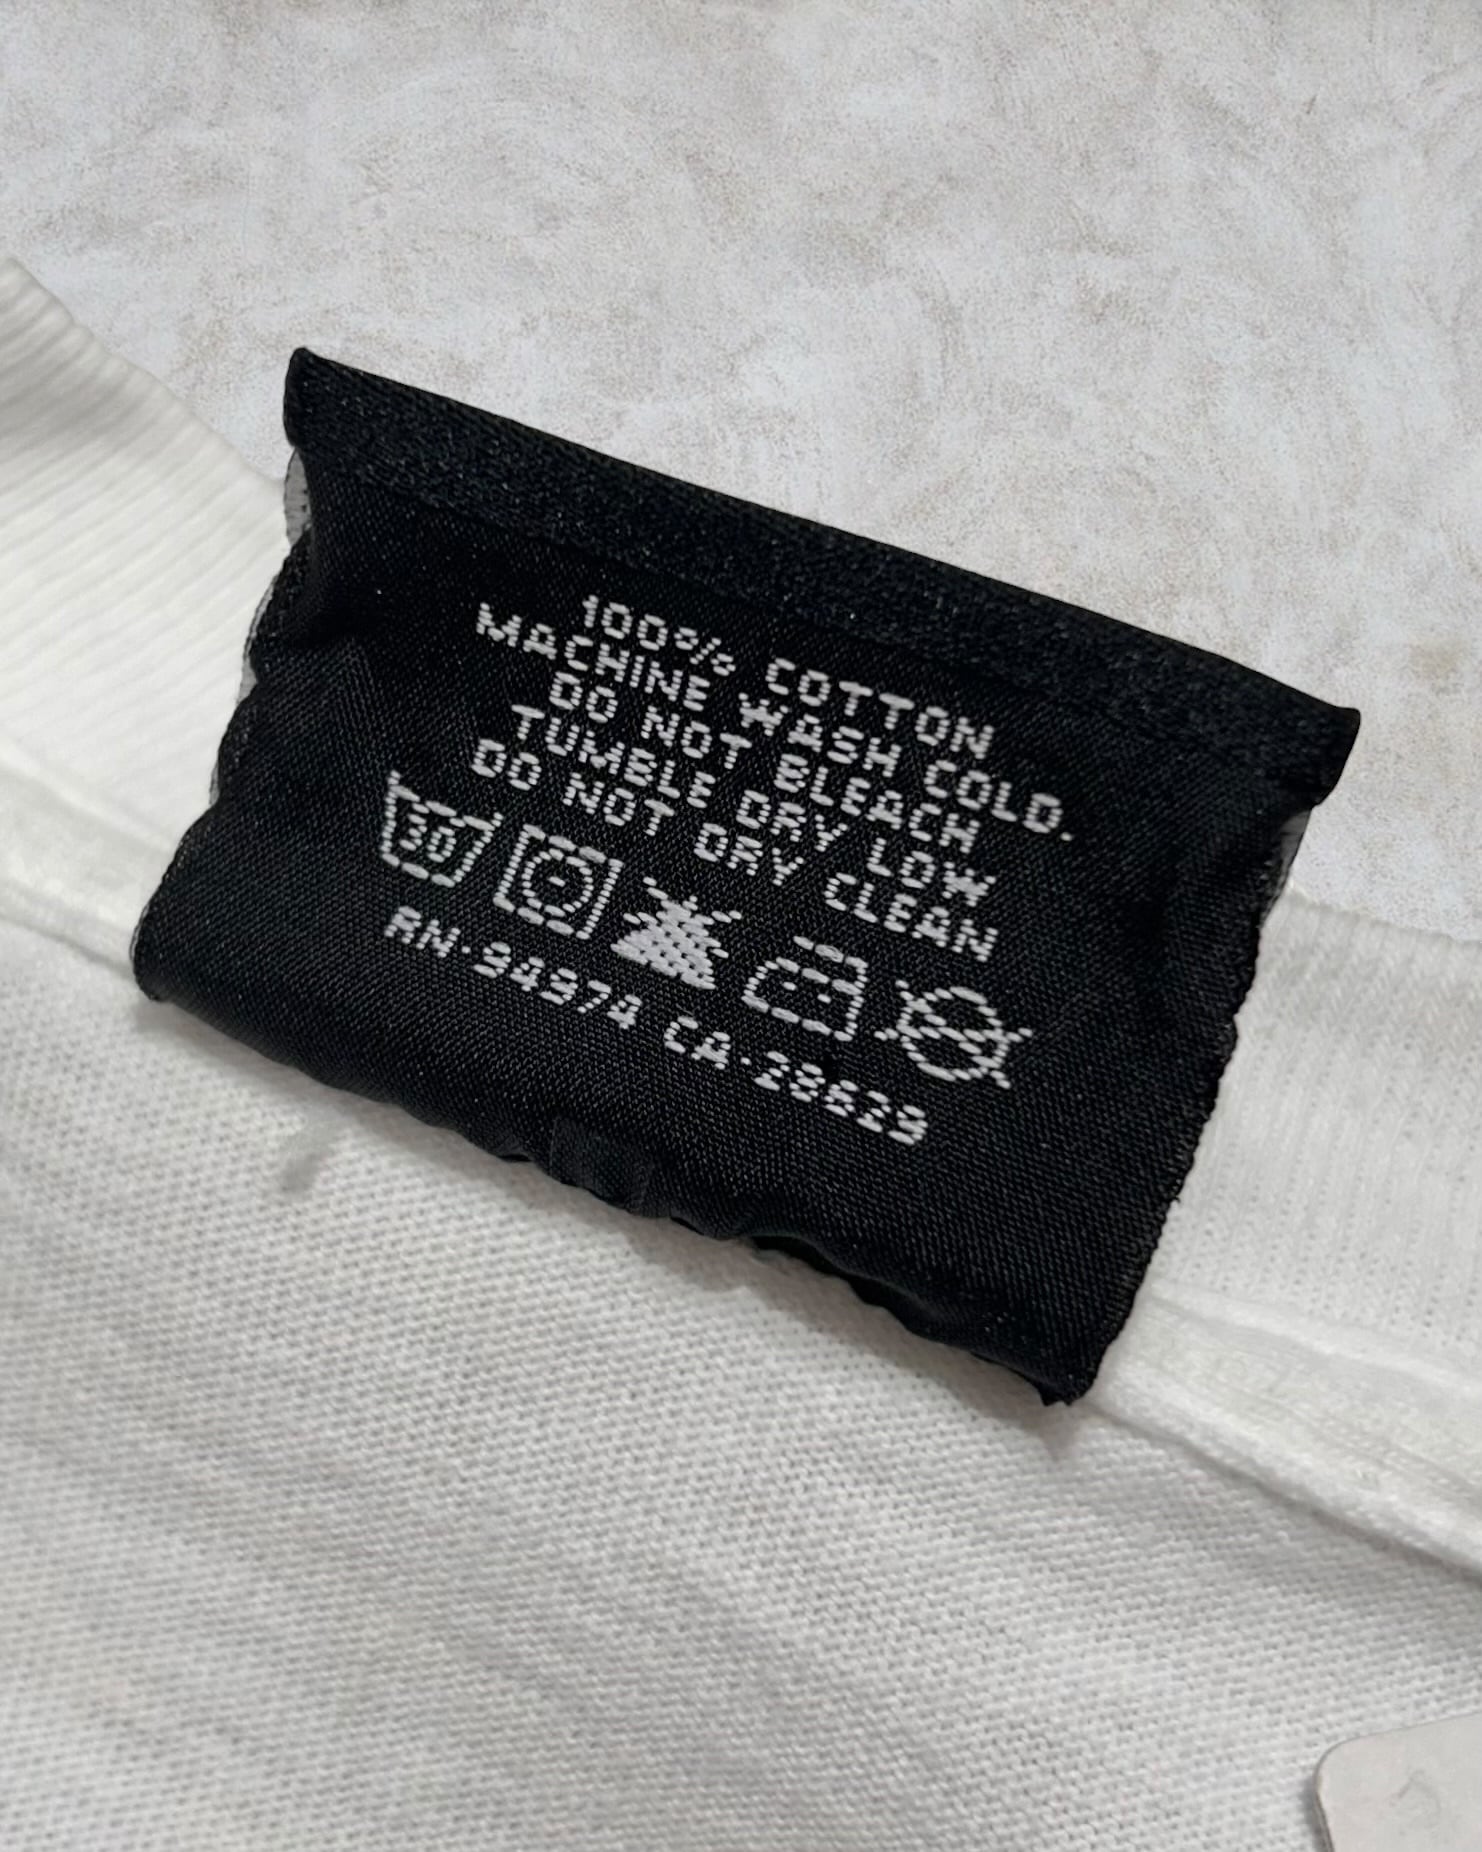 100% COTTON
MACHINE WASH COLD.
DO NOT BLEACH
TUMBLE DRY LOW
DO NOT DRY CLEAN
30
RN-94974 CA-28629